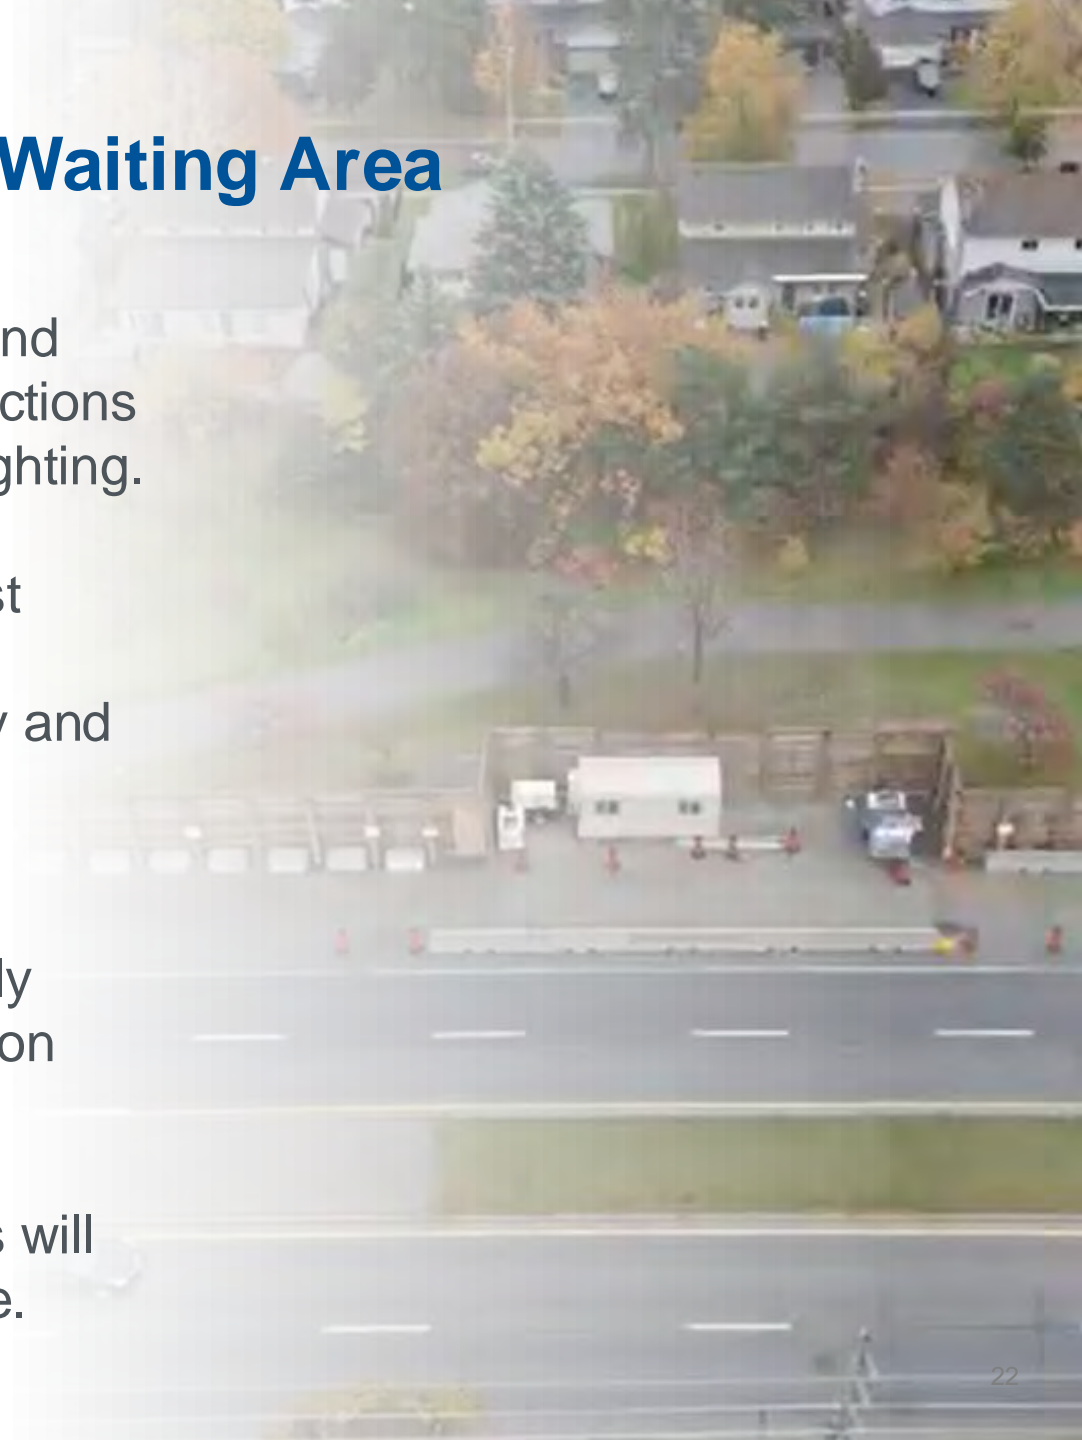 Waiting Area
nd
ctions
ghting.
st
y and
ly
on
s will
e.
22